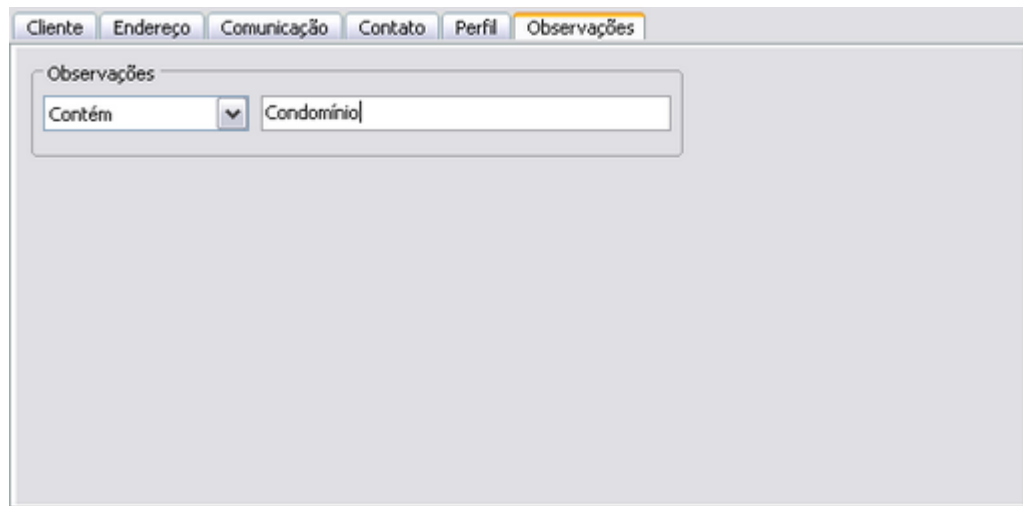 Cliente Endereço Comunicação Contato Perfil Observações
Observações
Contém Condomínio